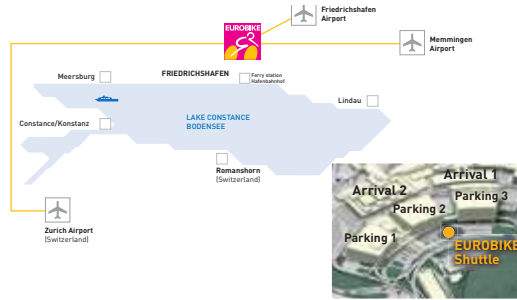 Friedrichshafen
Airport
EUROBIKE
Memmingen
Airport
Meersburg
FRIEDRICHSHAFEN
Ferry station
Hafenbahnhof
Lindau
Constance/Konstanz
LAKE CONSTANCE
BODENSEE
Romanshorn
(Switzerland)
Zurich Airport
(Switzerland)
Arrival 1
Arrival 2
Parking 3
Parking 2
Parking 1
EUROBIKE
Shuttle